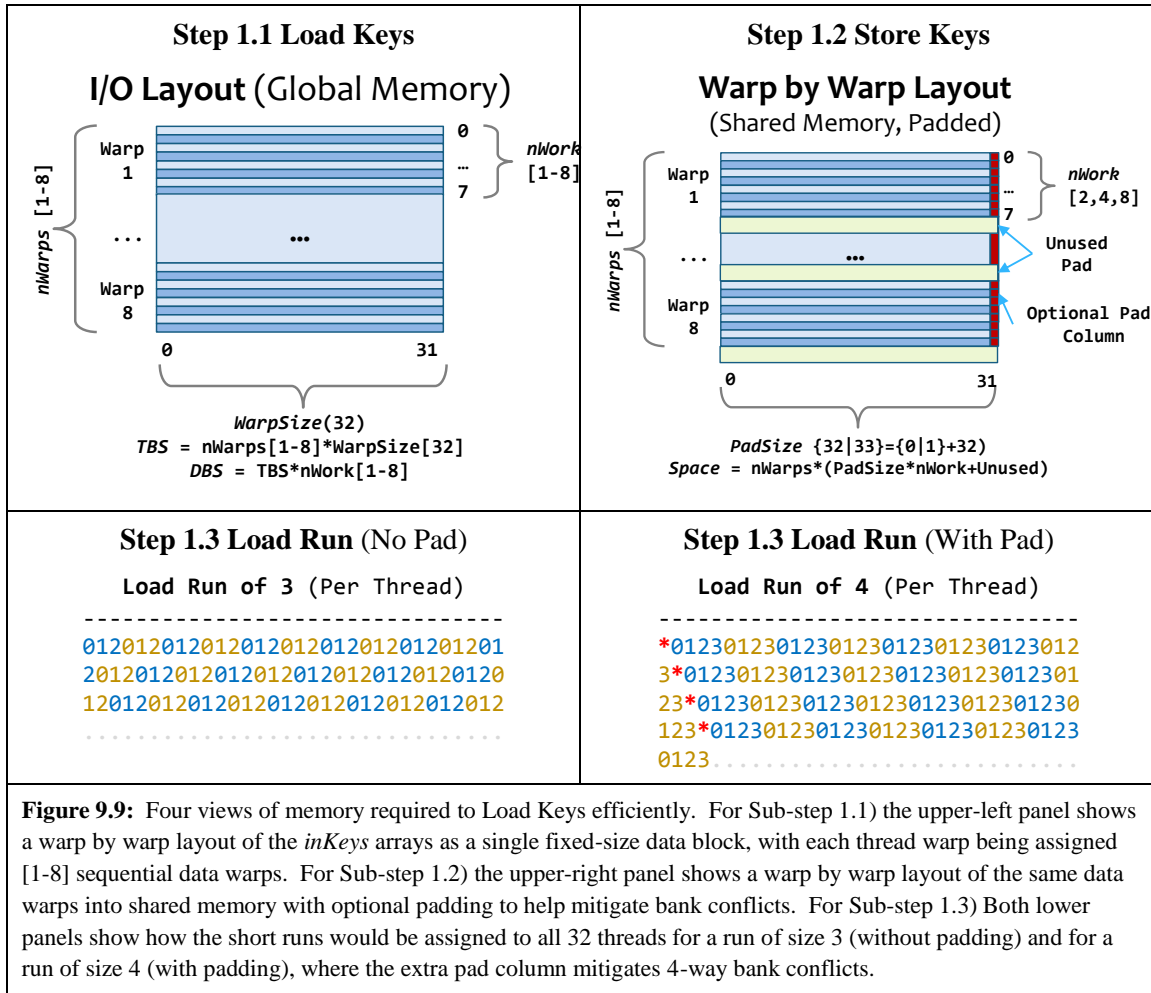 Step 1.1 Load Keys
I/O Layout (Global Memory)
nWarps [1-8]
Warp
1
...
Warp
8
...
0
...
7
nWork
[1-8]
0
31
WarpSize(32)
TBS = nWarps[1-8]*WarpSize[32]
DBS = TBS*nWork[1-8]
Step 1.2 Store Keys
Warp by Warp Layout
(Shared Memory, Padded)
nWarps [1-8]
Warp
1
...
Warp
8
...
0
...
7
nWork
[2,4,8]
Unused
Pad
Optional Pad
Column
0
31
PadSize {32|33}={0|1}+32)
Space = nWarps*(PadSize*nWork+Unused)
Step 1.3 Load Run (No Pad)
Load Run of 3 (Per Thread)
--------------------------------
01201201201201201201201201201201
20120120120120120120120120120120
12012012012012012012012012012012
................................
Step 1.3 Load Run (With Pad)
Load Run of 4 (Per Thread)
--------------------------------
*0123012301230123012301230123012
3*012301230123012301230123012301
23*01230123012301230123012301230
123*0123012301230123012301230123
0123............................
Figure 9.9: Four views of memory required to Load Keys efficiently. For Sub-step 1.1) the upper-left panel shows
a warp by warp layout of the inKeys arrays as a single fixed-size data block, with each thread warp being assigned
[1-8] sequential data warps. For Sub-step 1.2) the upper-right panel shows a warp by warp layout of the same data
warps into shared memory with optional padding to help mitigate bank conflicts. For Sub-step 1.3) Both lower
panels show how the short runs would be assigned to all 32 threads for a run of size 3 (without padding) and for a
run of size 4 (with padding), where the extra pad column mitigates 4-way bank conflicts.